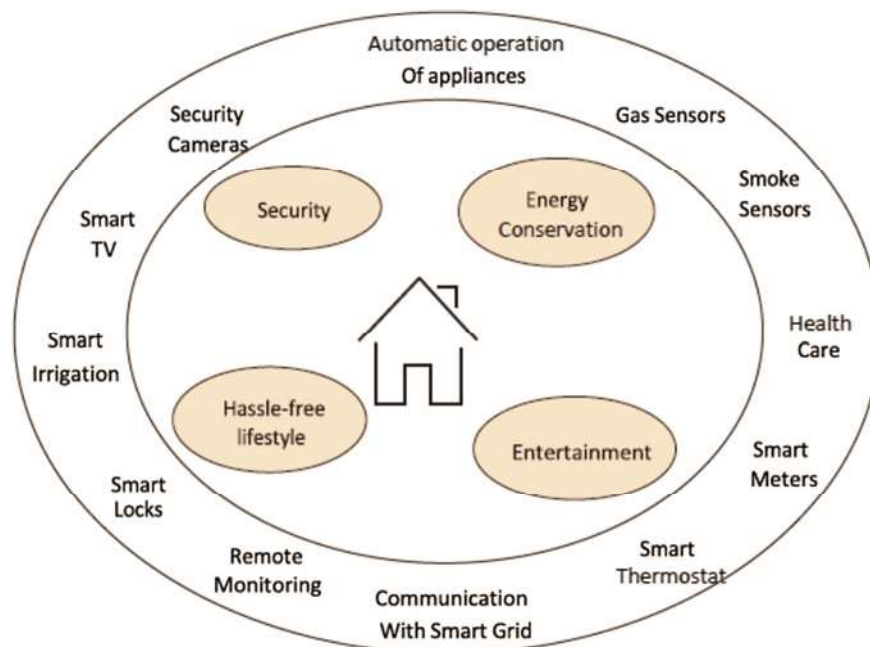 Automatic operation
Of appliances
Security
Cameras
Gas Sensors
Smoke
Sensors
Smart
TV
Security
Energy
Conservation
Smart
Irrigation
Health
Care
Hassle-free
lifestyle
Entertainment
Smart
Locks
Smart
Meters
Remote
Monitoring
Smart
Thermostat
Communication
With Smart Grid